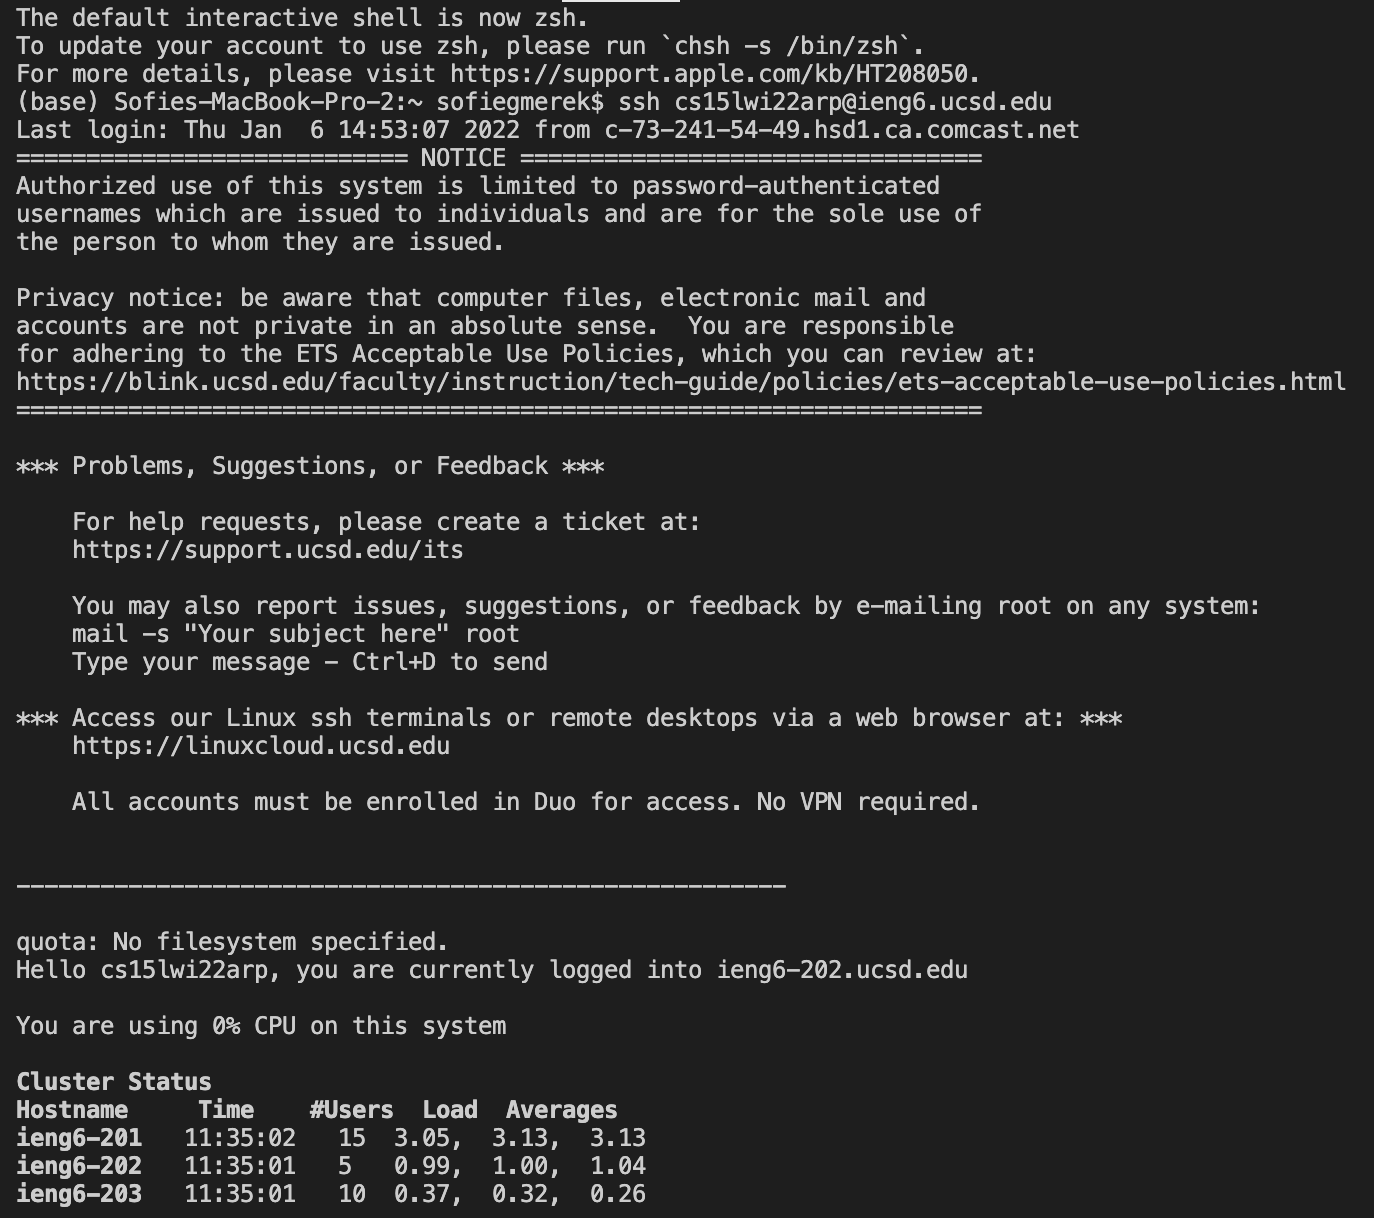 The default interactive shell is now zsh.
To update your account to use zsh, please run `chsh -s /bin/zsh`.
For more details, please visit https://support.apple.com/kb/HT208050.
(base) Sofies-MacBook-Pro-2:~ sofiegmerek$ ssh cs15lwi22arp@ieng6.ucsd.edu
Last login: Thu Jan  6 14:53:07 2022 from c-73-241-54-49.hsd1.ca.comcast.net
============================ NOTICE =================================
Authorized use of this system is limited to password-authenticated
usernames which are issued to individuals and are for the sole use of
the person to whom they are issued.

Privacy notice: be aware that computer files, electronic mail and
accounts are not private in an absolute sense.  You are responsible
for adhering to the ETS Acceptable Use Policies, which you can review at:
https://blink.ucsd.edu/faculty/instruction/tech-guide/policies/ets-acceptable-use-policies.html
=====================================================================

*** Problems, Suggestions, or Feedback ***

    For help requests, please create a ticket at:
    https://support.ucsd.edu/its

    You may also report issues, suggestions, or feedback by e-mailing root on any system:
    mail -s "Your subject here" root
    Type your message - Ctrl+D to send

*** Access our Linux ssh terminals or remote desktops via a web browser at: ***
    https://linuxcloud.ucsd.edu

    All accounts must be enrolled in Duo for access. No VPN required.


-------------------------------------------------------

quota: No filesystem specified.
Hello cs15lwi22arp, you are currently logged into ieng6-202.ucsd.edu

You are using 0% CPU on this system

Cluster Status
Hostname     Time    #Users  Load  Averages
ieng6-201   11:35:02   15  3.05,  3.13,  3.13
ieng6-202   11:35:01   5   0.99,  1.00,  1.04
ieng6-203   11:35:01   10  0.37,  0.32,  0.26